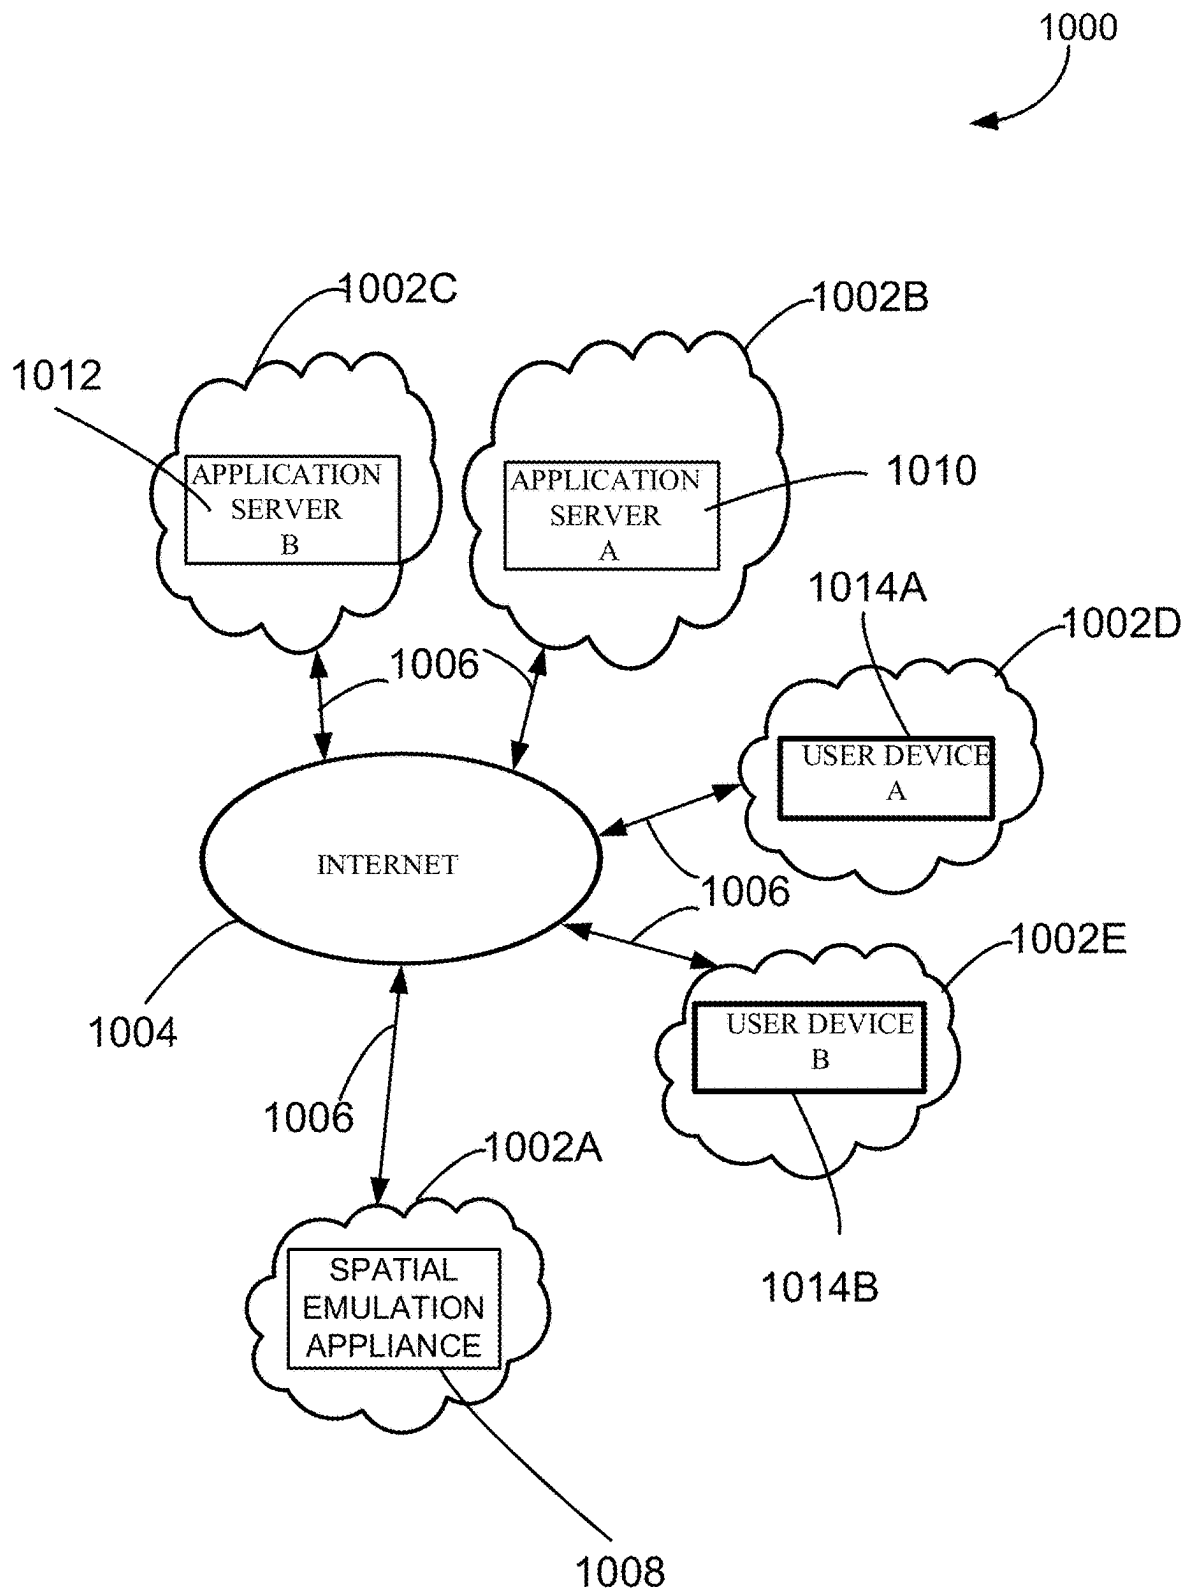 1000
1002C
1002B
1012
APPLICATION
SERVER
B
APPLICATION
SERVER
A
1010
1014A
1002D
1006
USER DEVICE
A
INTERNET
1006
1002E
1004
USER DEVICE
B
1006
1002A
1014B
SPATIAL
EMULATION
APPLIANCE
1008